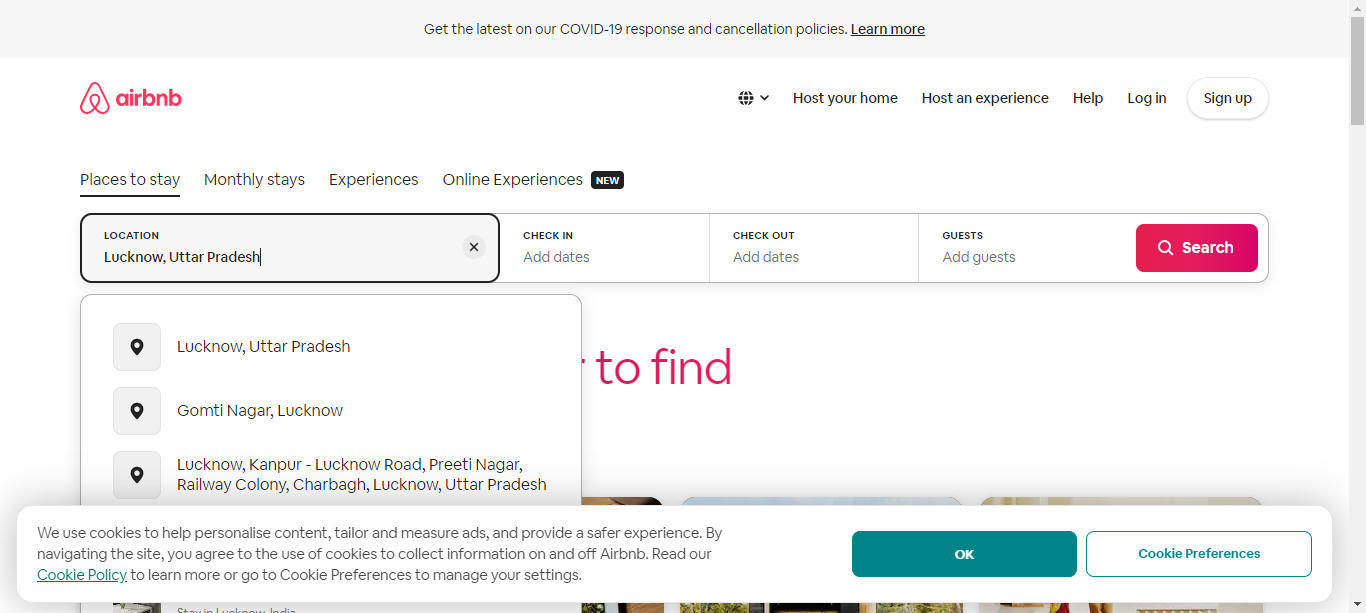 Get the latest on our COVID-19 response and cancellation policies. Learn more
airbnb
Host your home
Host an experience
Help
Log in
Sign up
Places to stay
Monthly stays
Experiences
Online Experiences
NEW
LOCATION
Lucknow, Uttar Pradesh
CHECK IN
Add dates
CHECK OUT
Add dates
GUESTS
Add guests
Search
Lucknow, Uttar Pradesh
to find
Gomti Nagar, Lucknow
Lucknow, Kanpur - Lucknow Road, Preeti Nagar,
Railway Colony, Charbagh, Lucknow, Uttar Pradesh
We use cookies to help personalise content, tailor and measure ads, and provide a safer experience. By
navigating the site, you agree to the use of cookies to collect information on and off Airbnb. Read our
Cookie Policy to learn more or go to Cookie Preferences to manage your settings.
OK
Cookie Preferences
Stay in Lucknow, India